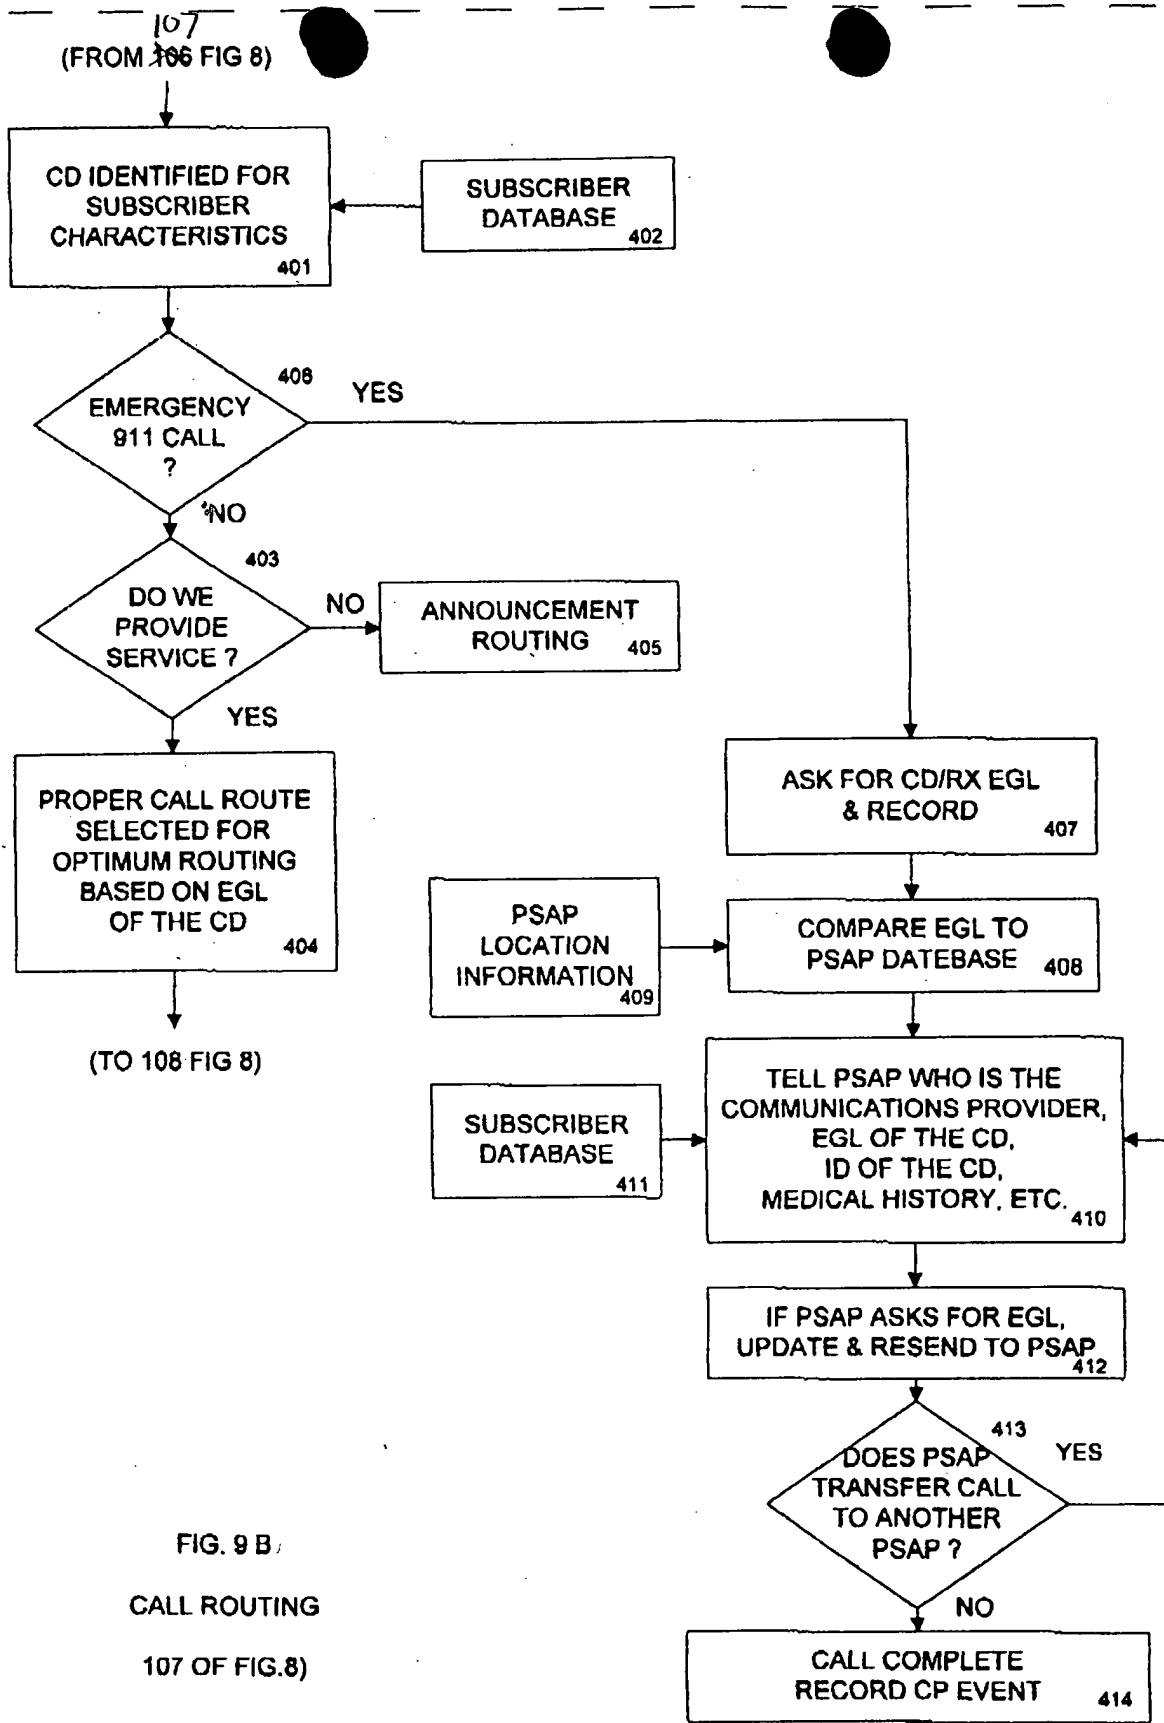 107
(FROM 106 FIG 8)
CD IDENTIFIED FOR
SUBSCRIBER
CHARACTERISTICS
401
SUBSCRIBER
DATABASE
402
EMERGENCY
911 CALL
?
406
YES
NO
DO WE
PROVIDE
SERVICE ?
403
NO
ANNOUNCEMENT
ROUTING
405
YES
PROPER CALL ROUTE
SELECTED FOR
OPTIMUM ROUTING
BASED ON EGL
OF THE CD
404
(TO 108 FIG 8)
ASK FOR CD/RX EGL
& RECORD
407
PSAP
LOCATION
INFORMATION
409
COMPARE EGL TO
PSAP DATEBASE
408
SUBSCRIBER
DATABASE
411
TELL PSAP WHO IS THE
COMMUNICATIONS PROVIDER,
EGL OF THE CD,
ID OF THE CD,
MEDICAL HISTORY, ETC.
410
IF PSAP ASKS FOR EGL,
UPDATE & RESEND TO PSAP
412
413
DOES PSAP
TRANSFER CALL
TO ANOTHER
PSAP ?
YES
NO
CALL COMPLETE
RECORD CP EVENT
414
FIG. 9 B
CALL ROUTING
107 OF FIG.8)